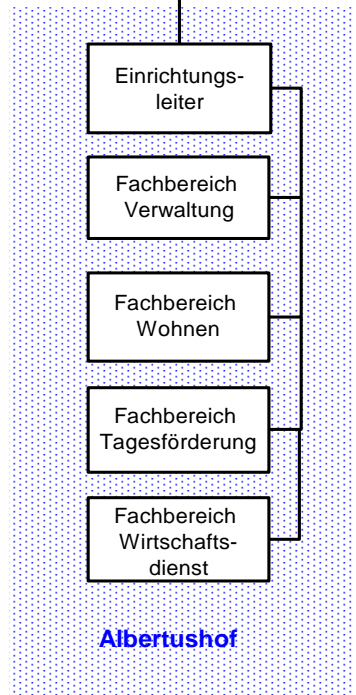 Einrichtungs-
leiter
Fachbereich
Verwaltung
Fachbereich
Wohnen
Fachbereich
Tagesförderung
Fachbereich
Wirtschafts-
dienst
Albertushof